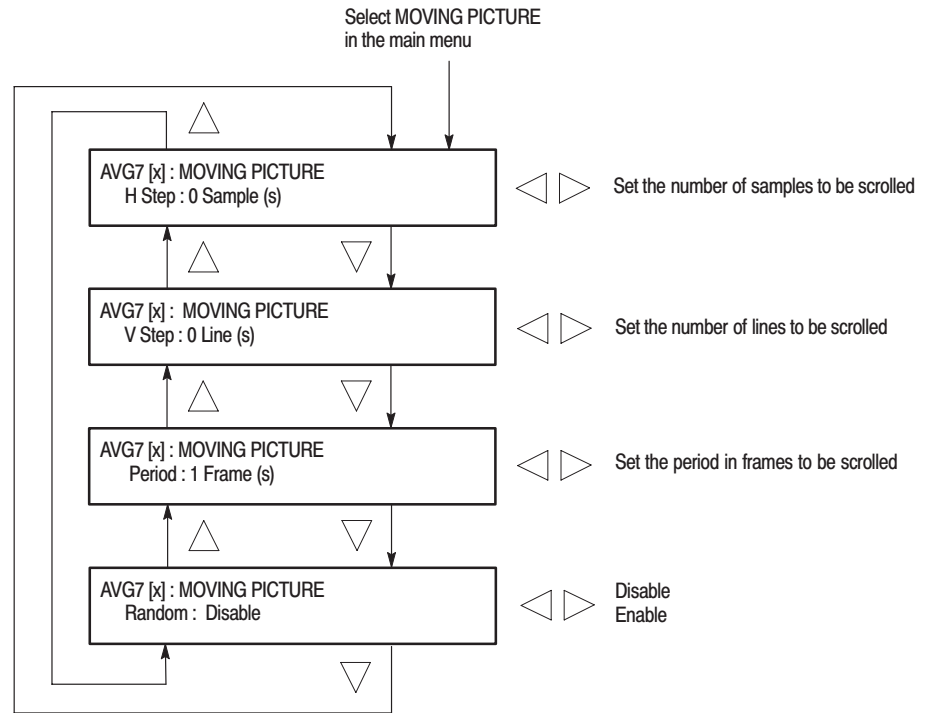 Select MOVING PICTURE
in the main menu
AVG7 [x] : MOVING PICTURE
H Step : 0 Sample (s)
Set the number of samples to be scrolled
AVG7 [x] : MOVING PICTURE
V Step : 0 Line (s)
Set the number of lines to be scrolled
AVG7 [x] : MOVING PICTURE
Period : 1 Frame (s)
Set the period in frames to be scrolled
AVG7 [x] : MOVING PICTURE
Random : Disable
Disable
Enable